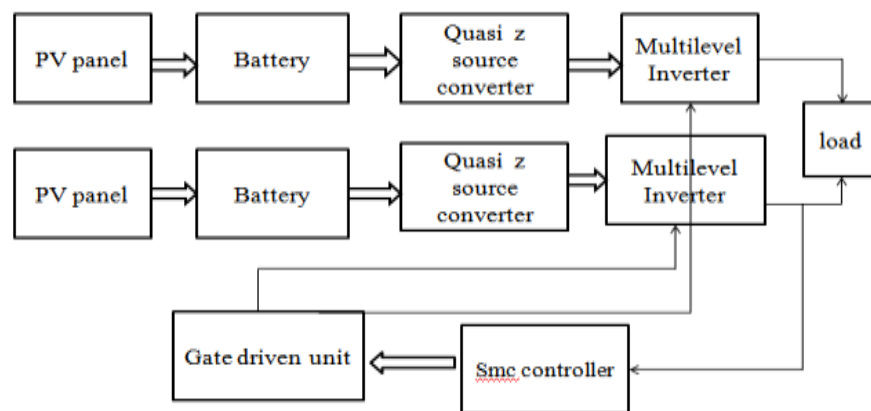 PV panel
Battery
Quasi z
source
converter
Multilevel
Inverter
load
PV panel
Battery
Quasi z
source
converter
Multilevel
Inverter
Gate driven unit
Smc controller